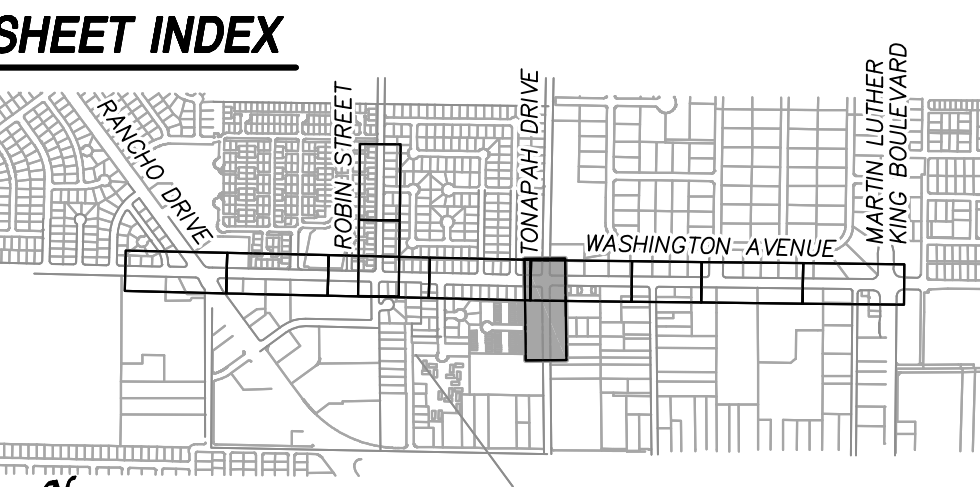 SHEET INDEX
RANCHO DRIVE
ROBIN STREET
TONAPAH DRIVE
WASHINGTON AVENUE
MARTIN LUTHER
KING BOULEVARD